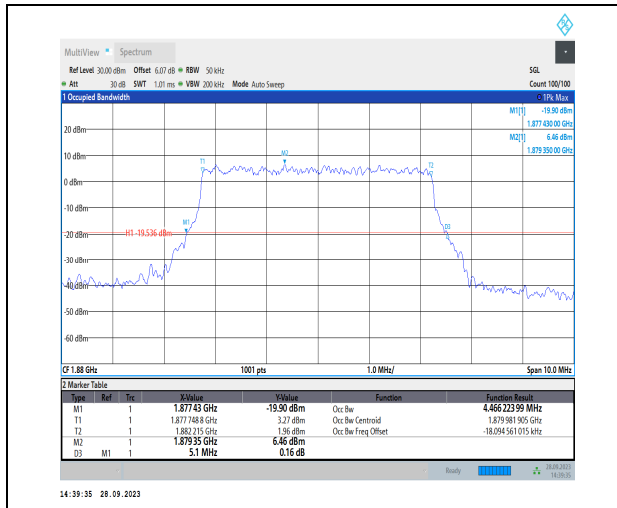 MultiView Spectrum
Ref Level 30.00 dBm Offset 6.07 dB RBW 50 kHz SGL
Att 30 dB SWT 1.01 ms VBW 200 kHz Mode Auto Sweep Count 100/100
1 Occupied Bandwidth 1Pk Max
M1[1] -19.90 dBm
1.877 430 00 GHz
M2[1] 6.46 dBm
1.879 350 00 GHz
20 dBm
10 dBm
T1 M2 T2
0 dBm
-10 dBm
M1 D3
-20 dBm H1 -19.536 dBm
-30 dBm
-40 dBm
-50 dBm
-60 dBm
CF 1.88 GHz 1001 pts 1.0 MHz/ Span 10.0 MHz
2 Marker Table
Type Ref Trc X-Value Y-Value Function Function Result
M1 1 1.877 43 GHz -19.90 dBm Occ Bw 4.466 223 99 MHz
T1 1 1.877 748 8 GHz 3.27 dBm Occ Bw Centroid 1.879 981 905 GHz
T2 1 1.882 215 GHz 1.96 dBm Occ Bw Freq Offset -18.094 561 015 kHz
M2 1 1.879 35 GHz 6.46 dBm
D3 M1 1 5.1 MHz 0.16 dB
Ready 28.09.2023
14:39:35
14:39:35 28.09.2023